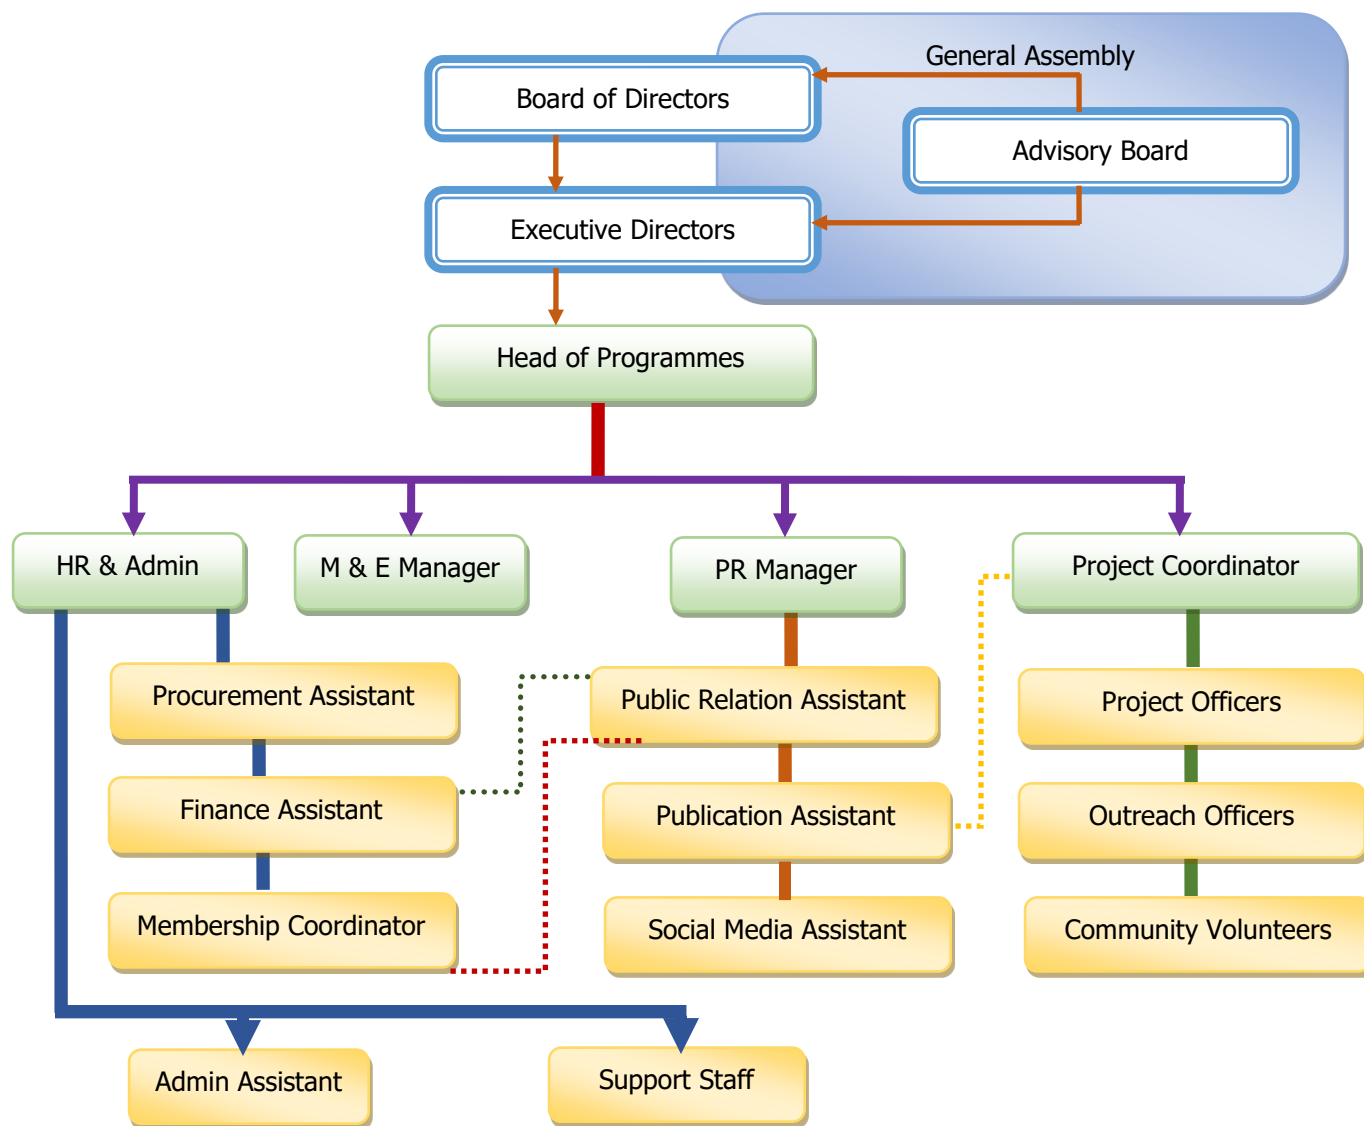 General Assembly
Board of Directors
Advisory Board
Executive Directors
Head of Programmes
HR & Admin
M & E Manager
PR Manager
Project Coordinator
Procurement Assistant
Public Relation Assistant
Project Officers
Finance Assistant
Publication Assistant
Outreach Officers
Membership Coordinator
Social Media Assistant
Community Volunteers
Admin Assistant
Support Staff